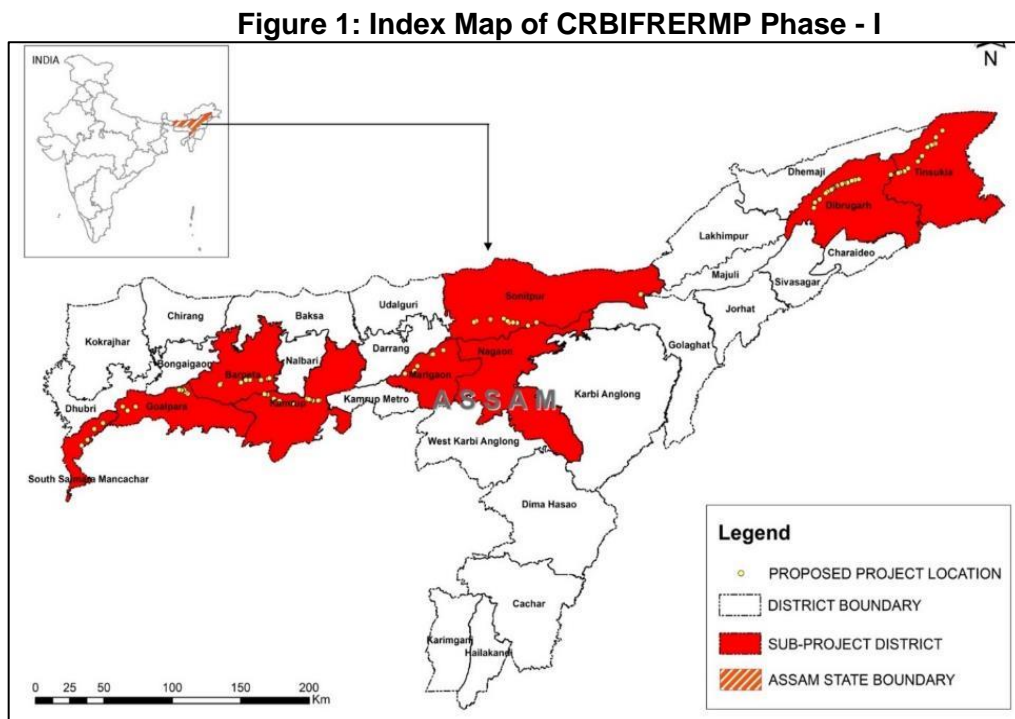 Figure 1: Index Map of CRBIFRERMP Phase - I
INDIA
N
Dhemaji
Tinsukia
Dibrugarh
Lakhimpur
Charaideo
Majuli
Sivasagar
Jorhat
Sonitpur
Udalguri
Chirang
Baksa
Kokrajhar
Golaghat
Darrang
Nagaon
Bongaigaon
Nalbari
Barpeta
Marigaon
Karbi Anglong
Dhubri
Goalpara
Kamrup
Kamrup Metro
ASSAM
West Karbi Anglong
South Salmara Mancachar
Dima Hasao
Cachar
Karimganj
Hailakandi
Legend
PROPOSED PROJECT LOCATION
DISTRICT BOUNDARY
SUB-PROJECT DISTRICT
ASSAM STATE BOUNDARY
0 25 50 100 150 200
Km